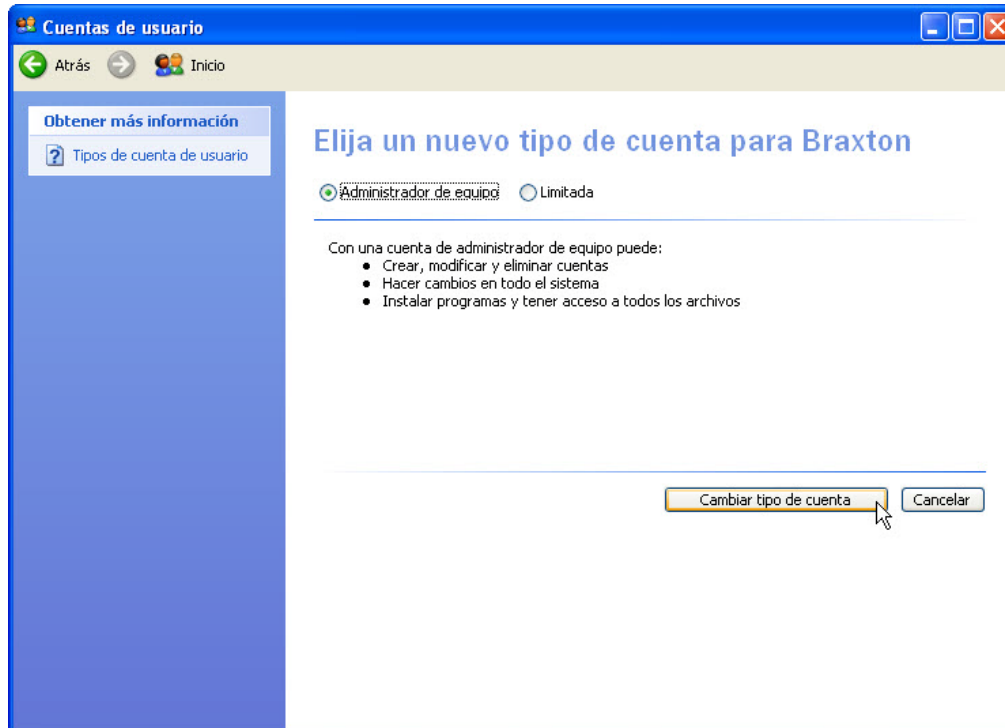 Cuentas de usuario
Atrás
Inicio
Obtener más información
Tipos de cuenta de usuario
Elija un nuevo tipo de cuenta para Braxton
Administrador de equipo
Limitada
Con una cuenta de administrador de equipo puede:
● Crear, modificar y eliminar cuentas
● Hacer cambios en todo el sistema
● Instalar programas y tener acceso a todos los archivos
Cambiar tipo de cuenta
Cancelar